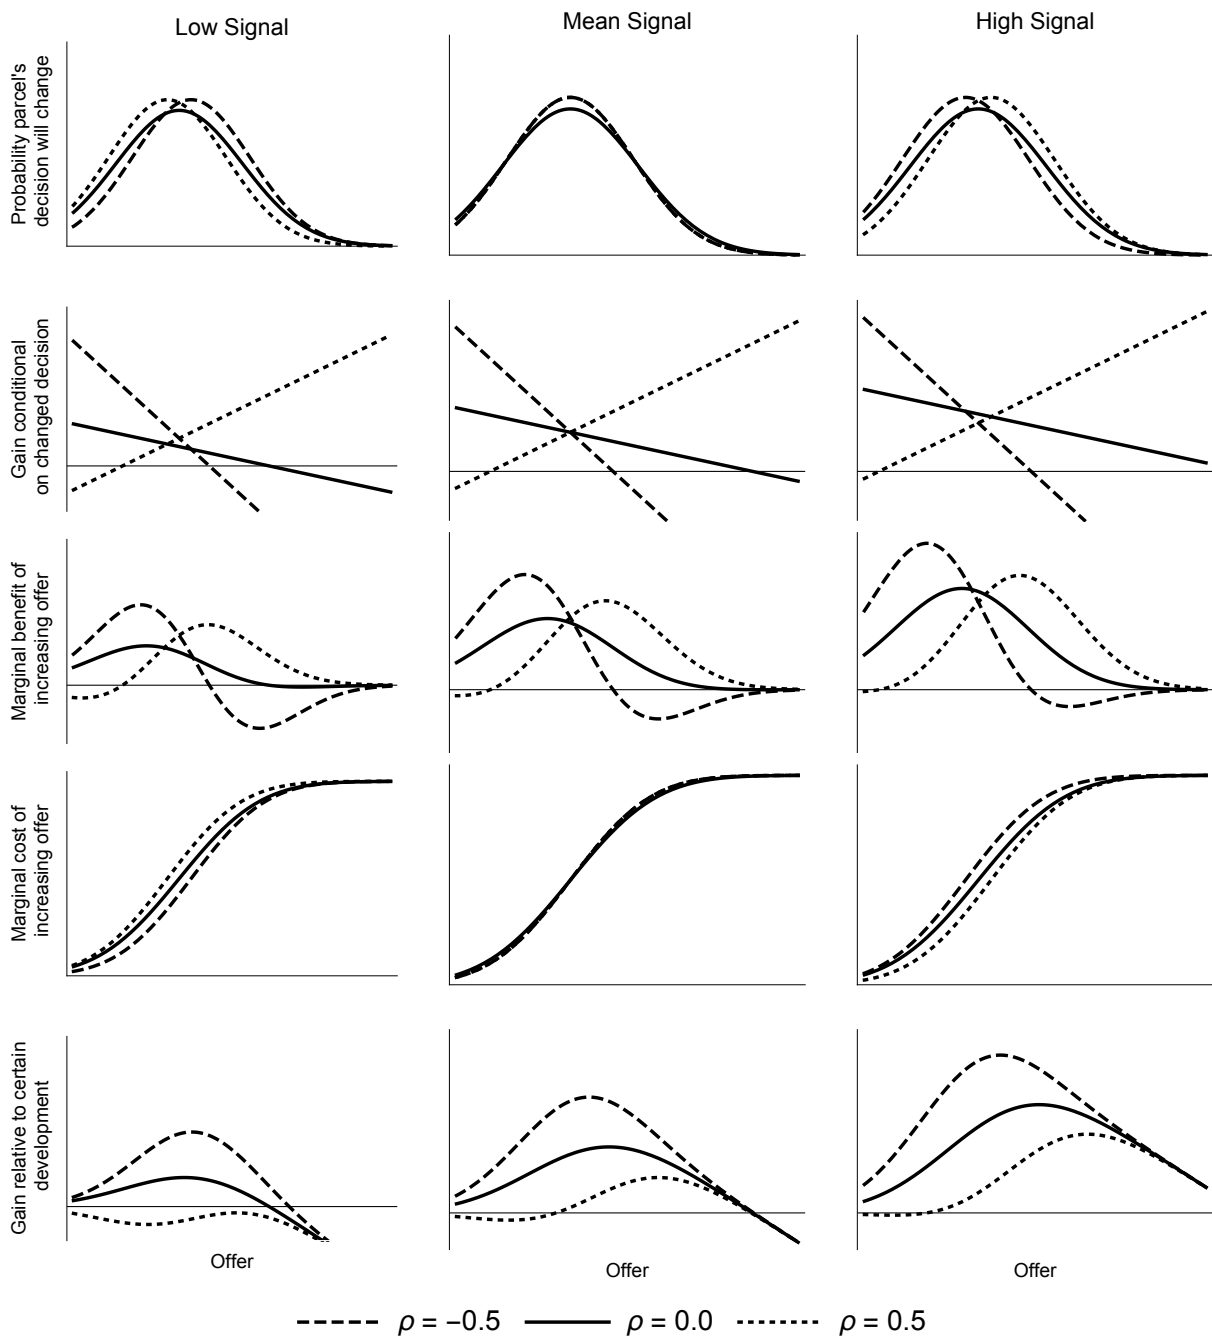 Low Signal
Mean Signal
High Signal
Probability parcel's
decision will change
Gain conditional
on changed decision
Marginal benefit of
increasing offer
Marginal cost of
increasing offer
Gain relative to certain
development
Offer
Offer
Offer
ρ = −0.5
ρ = 0.0
ρ = 0.5